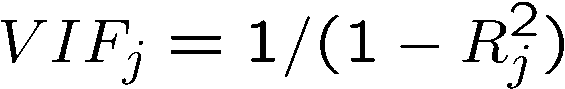 VIF_j = 1/(1 − R_j^2)